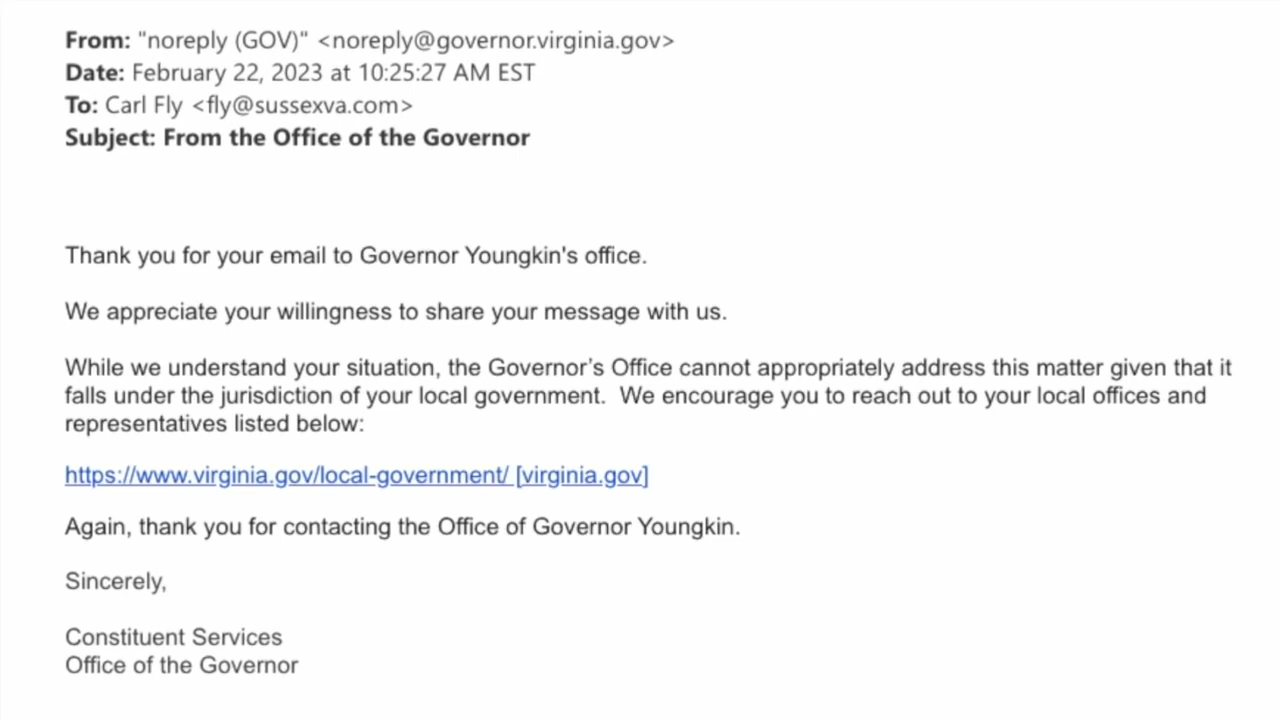 From: "noreply (GOV)" <noreply@governor.virginia.gov>
Date: February 22, 2023 at 10:25:27 AM EST
To: Carl Fly <fly@sussexva.com>
Subject: From the Office of the Governor
Thank you for your email to Governor Youngkin's office.
We appreciate your willingness to share your message with us.
While we understand your situation, the Governor’s Office cannot appropriately address this matter given that it
falls under the jurisdiction of your local government.  We encourage you to reach out to your local offices and
representatives listed below:
https://www.virginia.gov/local-government/ [virginia.gov]
Again, thank you for contacting the Office of Governor Youngkin.
Sincerely,
Constituent Services
Office of the Governor